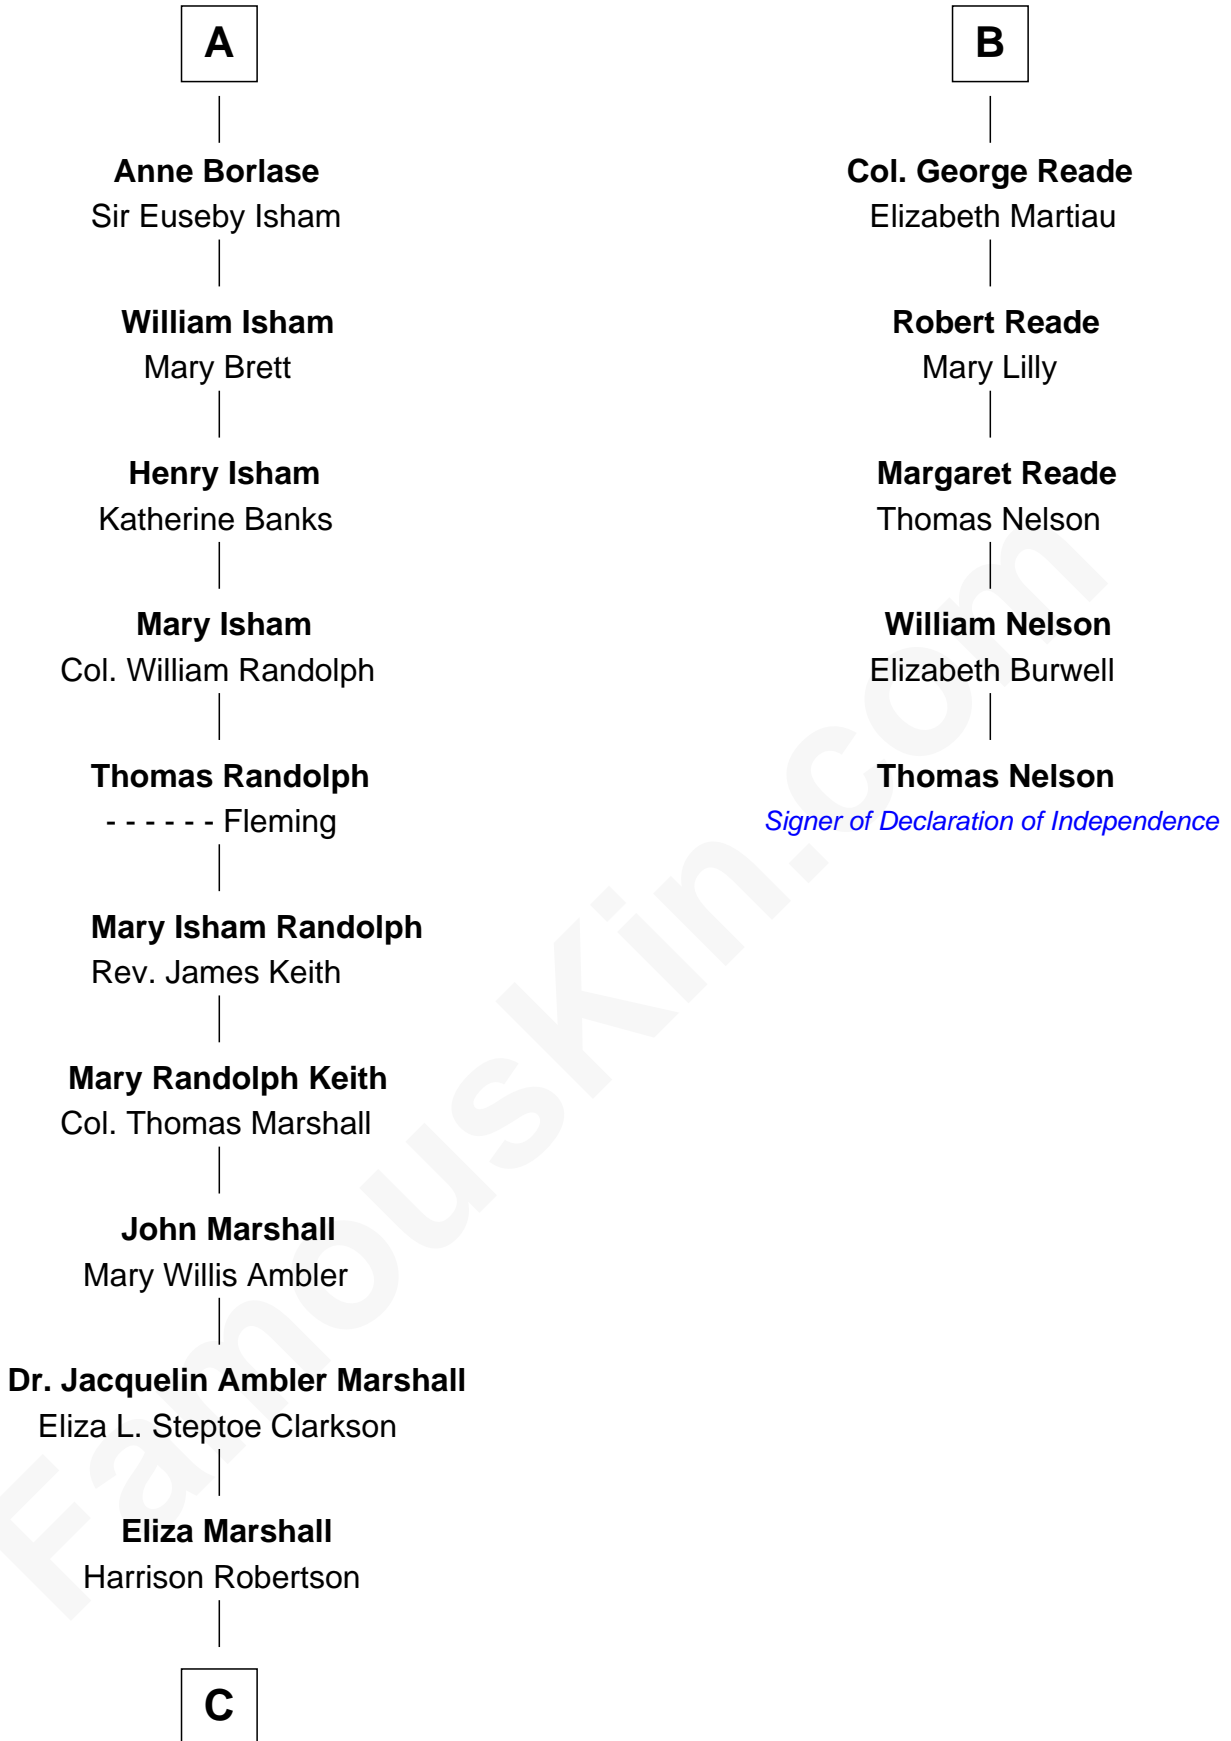 A
Anne Borlase
Sir Euseby Isham
William Isham
Mary Brett
Henry Isham
Katherine Banks
Mary Isham
Col. William Randolph
Thomas Randolph
- - - - - - Fleming
Mary Isham Randolph
Rev. James Keith
Mary Randolph Keith
Col. Thomas Marshall
John Marshall
Mary Willis Ambler
Dr. Jacquelin Ambler Marshall
Eliza L. Steptoe Clarkson
Eliza Marshall
Harrison Robertson
C
B
Col. George Reade
Elizabeth Martiau
Robert Reade
Mary Lilly
Margaret Reade
Thomas Nelson
William Nelson
Elizabeth Burwell
Thomas Nelson
Signer of Declaration of Independence
FamousKin.com